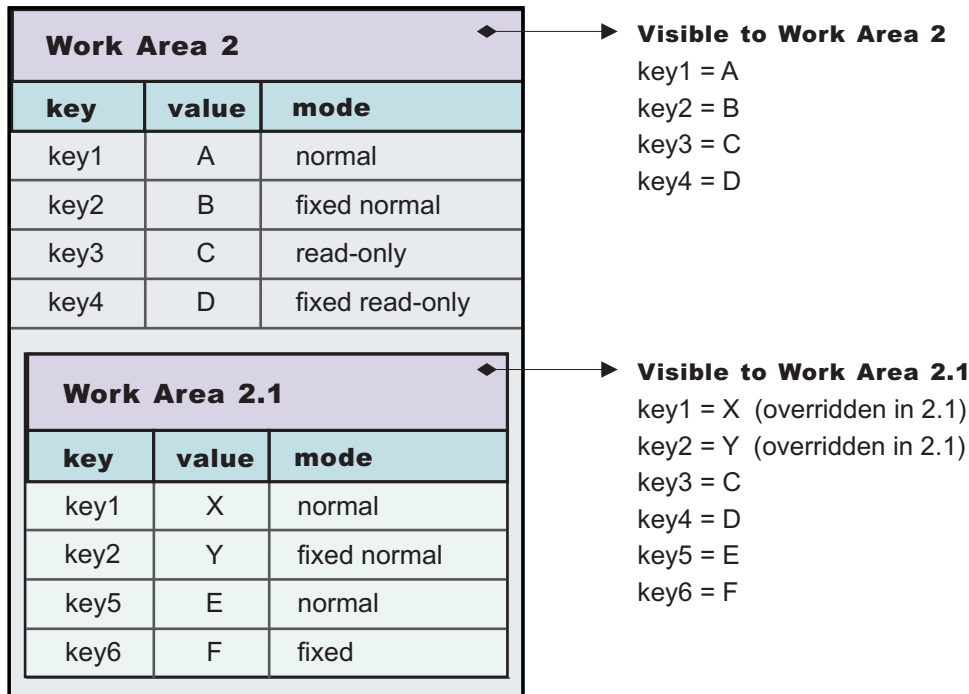 Work Area 2
key value mode
key1 A normal
key2 B fixed normal
key3 C read-only
key4 D fixed read-only
Work Area 2.1
key value mode
key1 X normal
key2 Y fixed normal
key5 E normal
key6 F fixed
Visible to Work Area 2
key1 = A
key2 = B
key3 = C
key4 = D
Visible to Work Area 2.1
key1 = X (overridden in 2.1)
key2 = Y (overridden in 2.1)
key3 = C
key4 = D
key5 = E
key6 = F